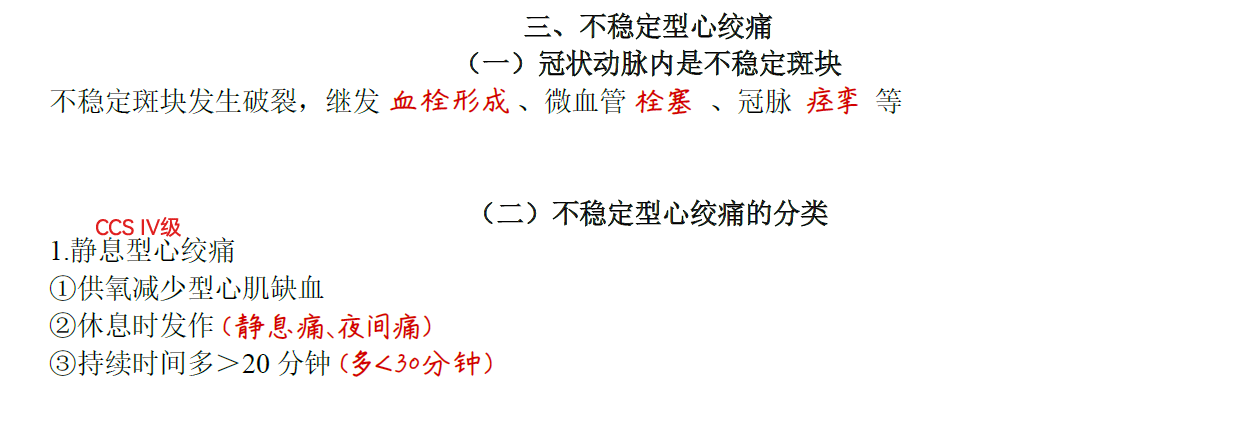 三、不稳定型心绞痛
（一）冠状动脉内是不稳定斑块
不稳定斑块发生破裂，继发 血栓形成 、微血管 栓塞 、冠脉 痉挛 等
（二）不稳定型心绞痛的分类
CCS IV级
1.静息型心绞痛
①供氧减少型心肌缺血
②休息时发作（静息痛、夜间痛）
③持续时间多＞20 分钟（多<30分钟）